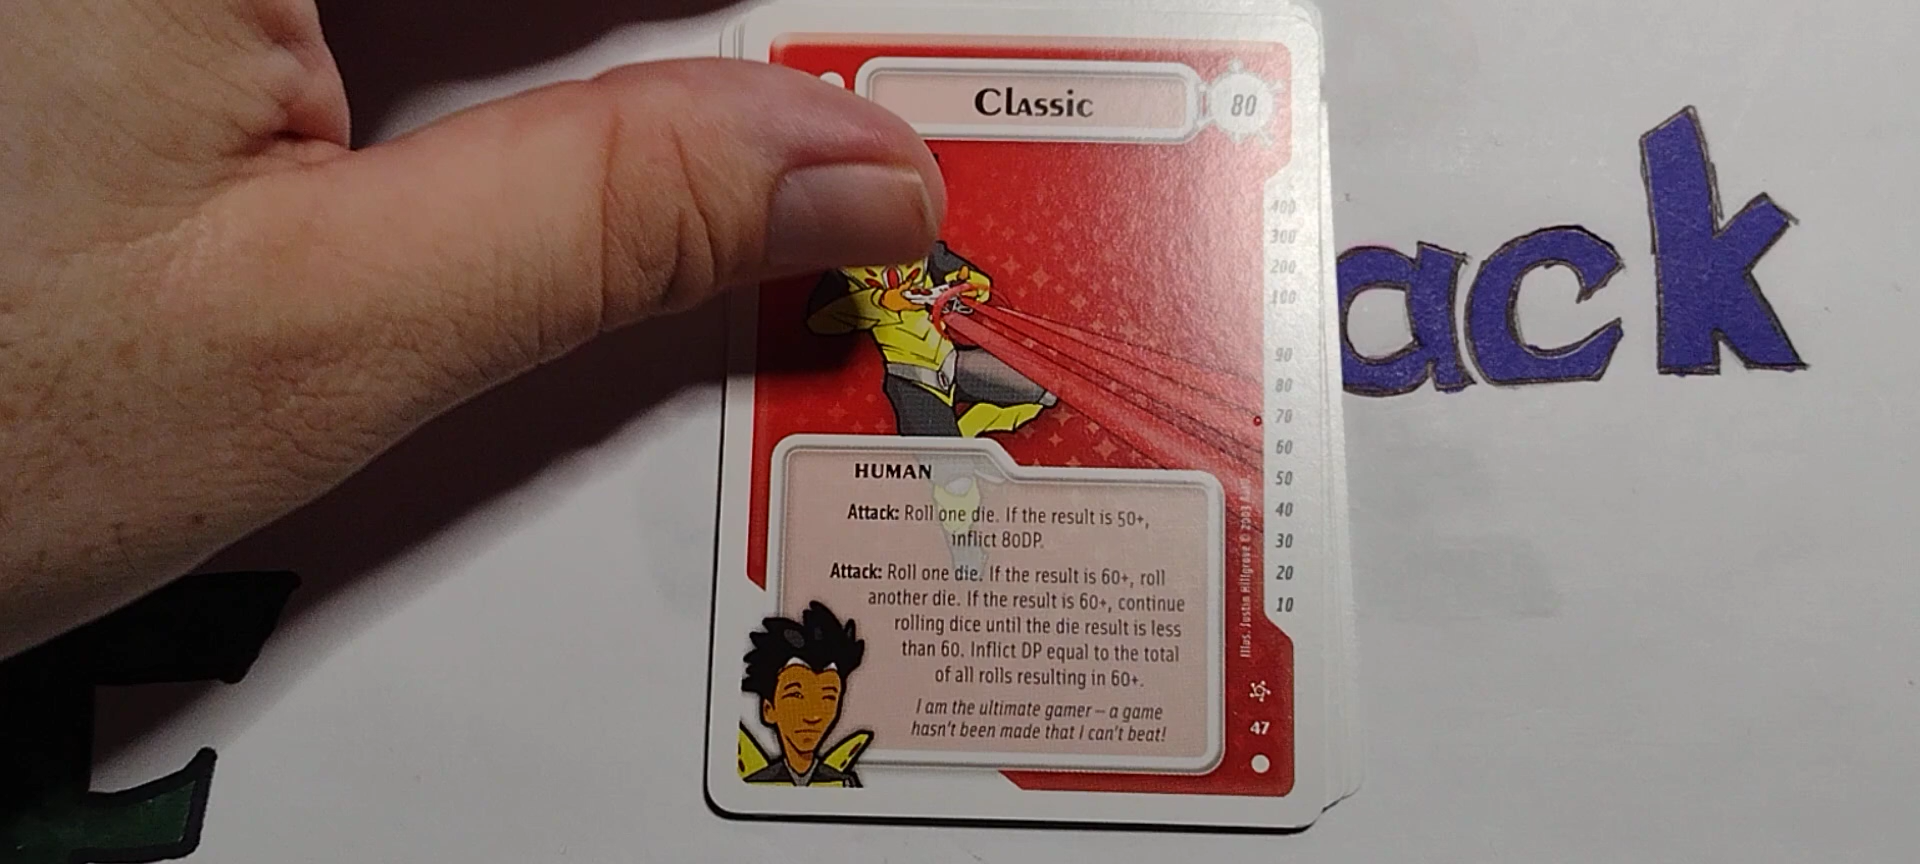 Classic
80
400
300
200
100
90
80
70
60
50
40
30
20
10
HUMAN
Attack: Roll one die. If the result is 50+,
inflict 80DP.
Attack: Roll one die. If the result is 60+, roll
another die. If the result is 60+, continue
rolling dice until the die result is less
than 60. Inflict DP equal to the total
of all rolls resulting in 60+.
I am the ultimate gamer – a game
hasn't been made that I can't beat!
Illus. Justin Hillgrove © 2003
47
ack